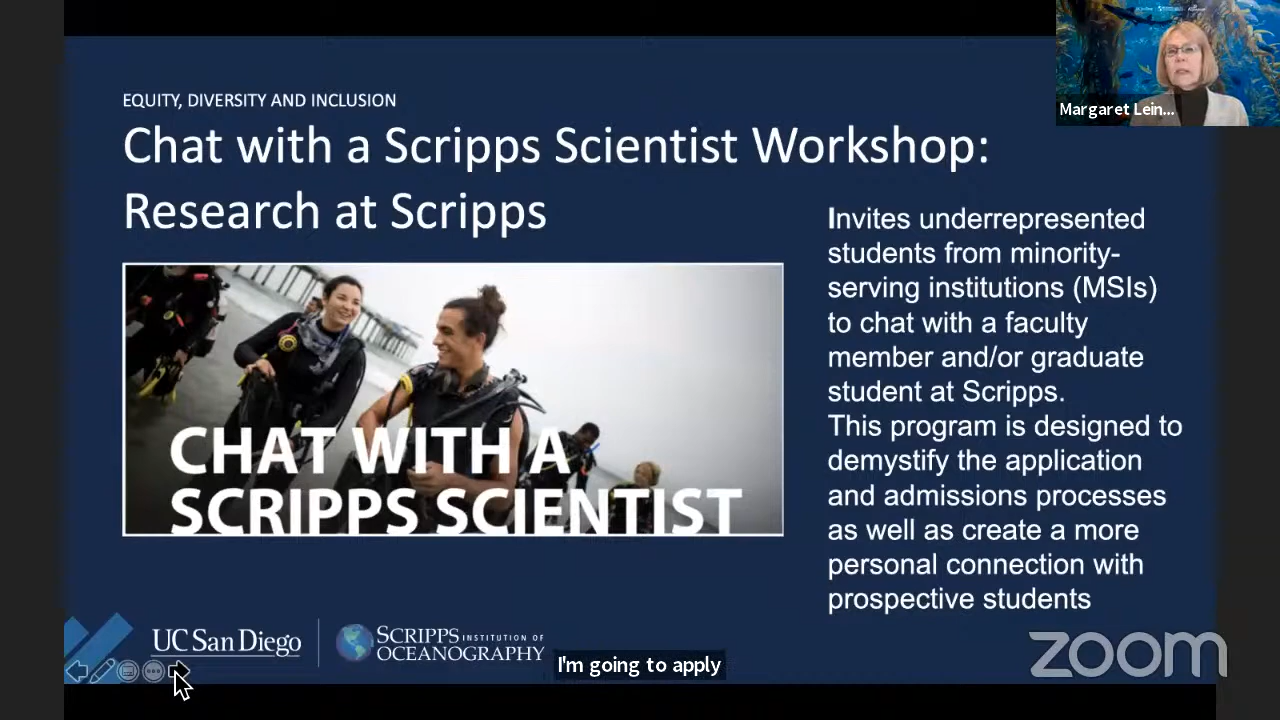 Margaret Lein...
EQUITY, DIVERSITY AND INCLUSION
Chat with a Scripps Scientist Workshop:
Research at Scripps
CHAT WITH A
SCRIPPS SCIENTIST
Invites underrepresented
students from minority-
serving institutions (MSIs)
to chat with a faculty
member and/or graduate
student at Scripps.
This program is designed to
demystify the application
and admissions processes
as well as create a more
personal connection with
prospective students
UC San Diego
SCRIPPS INSTITUTION OF
OCEANOGRAPHY
I'm going to apply
zoom